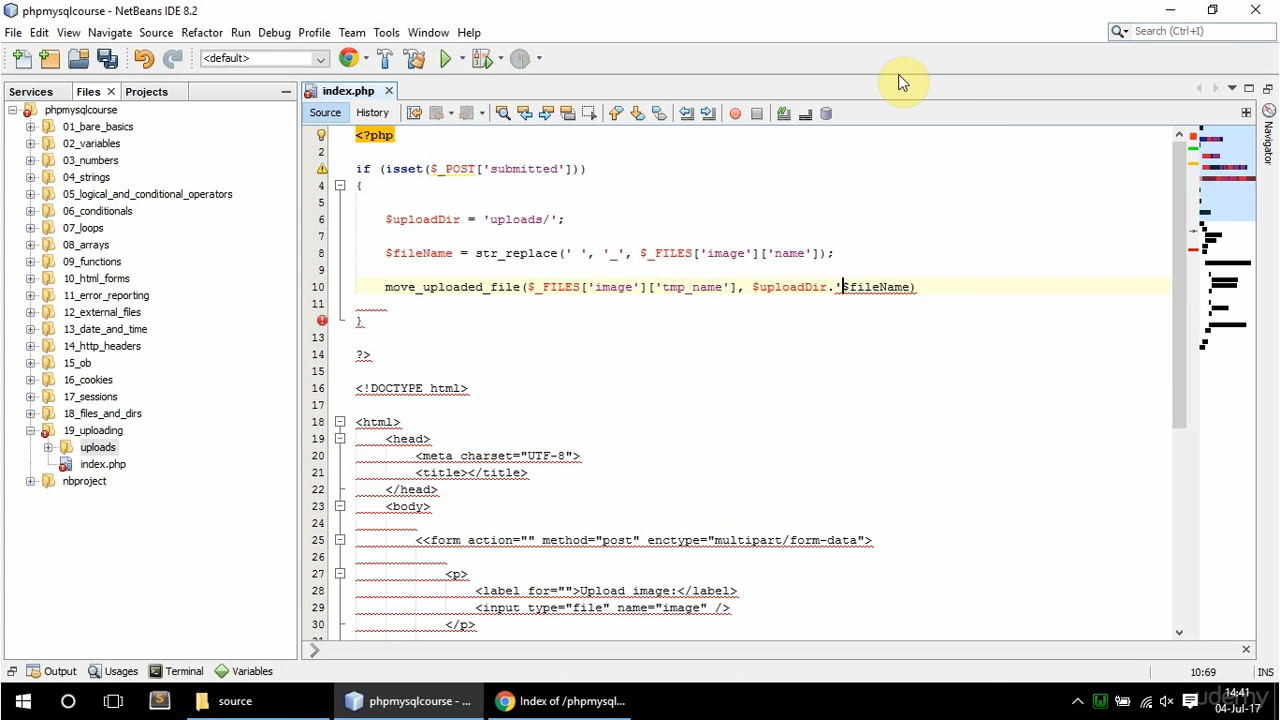 phpmysqlcourse - NetBeans IDE 8.2
File Edit View Navigate Source Refactor Run Debug Profile Team Tools Window Help
Search (Ctrl+I)
<default>
Services Files Projects
index.php
Source History
phpmysqlcourse
01_bare_basics
02_variables
03_numbers
04_strings
05_logical_and_conditional_operators
06_conditionals
07_loops
08_arrays
09_functions
10_html_forms
11_error_reporting
12_external_files
13_date_and_time
14_http_headers
15_ob
16_cookies
17_sessions
18_files_and_dirs
19_uploading
uploads
index.php
nbproject
<?php
2
if (isset($_POST['submitted']))
4 {
5
6 $uploadDir = 'uploads/';
7
8 $fileName = str_replace(' ', '_', $_FILES['image']['name']);
9
10 move_uploaded_file($_FILES['image']['tmp_name'], $uploadDir.'$fileName)
11
}
13
14 ?>
15
16 <!DOCTYPE html>
17
18 <html>
19 <head>
20 <meta charset="UTF-8">
21 <title></title>
22 </head>
23 <body>
24
25 <<form action="" method="post" enctype="multipart/form-data">
26
27 <p>
28 <label for="">Upload image:</label>
29 <input type="file" name="image" />
30 </p>
Navigator
Output Usages Terminal Variables
10:69 INS
source
phpmysqlcourse - ...
Index of /phpmysql...
14:41
04-Jul-17
udemy